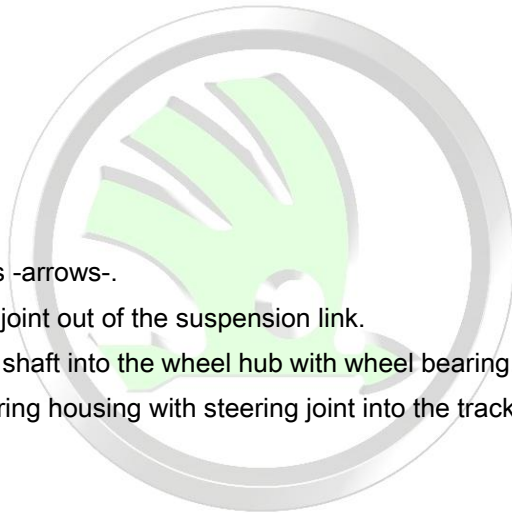 s -arrows-.
joint out of the suspension link.
shaft into the wheel hub with wheel bearing
ring housing with steering joint into the track